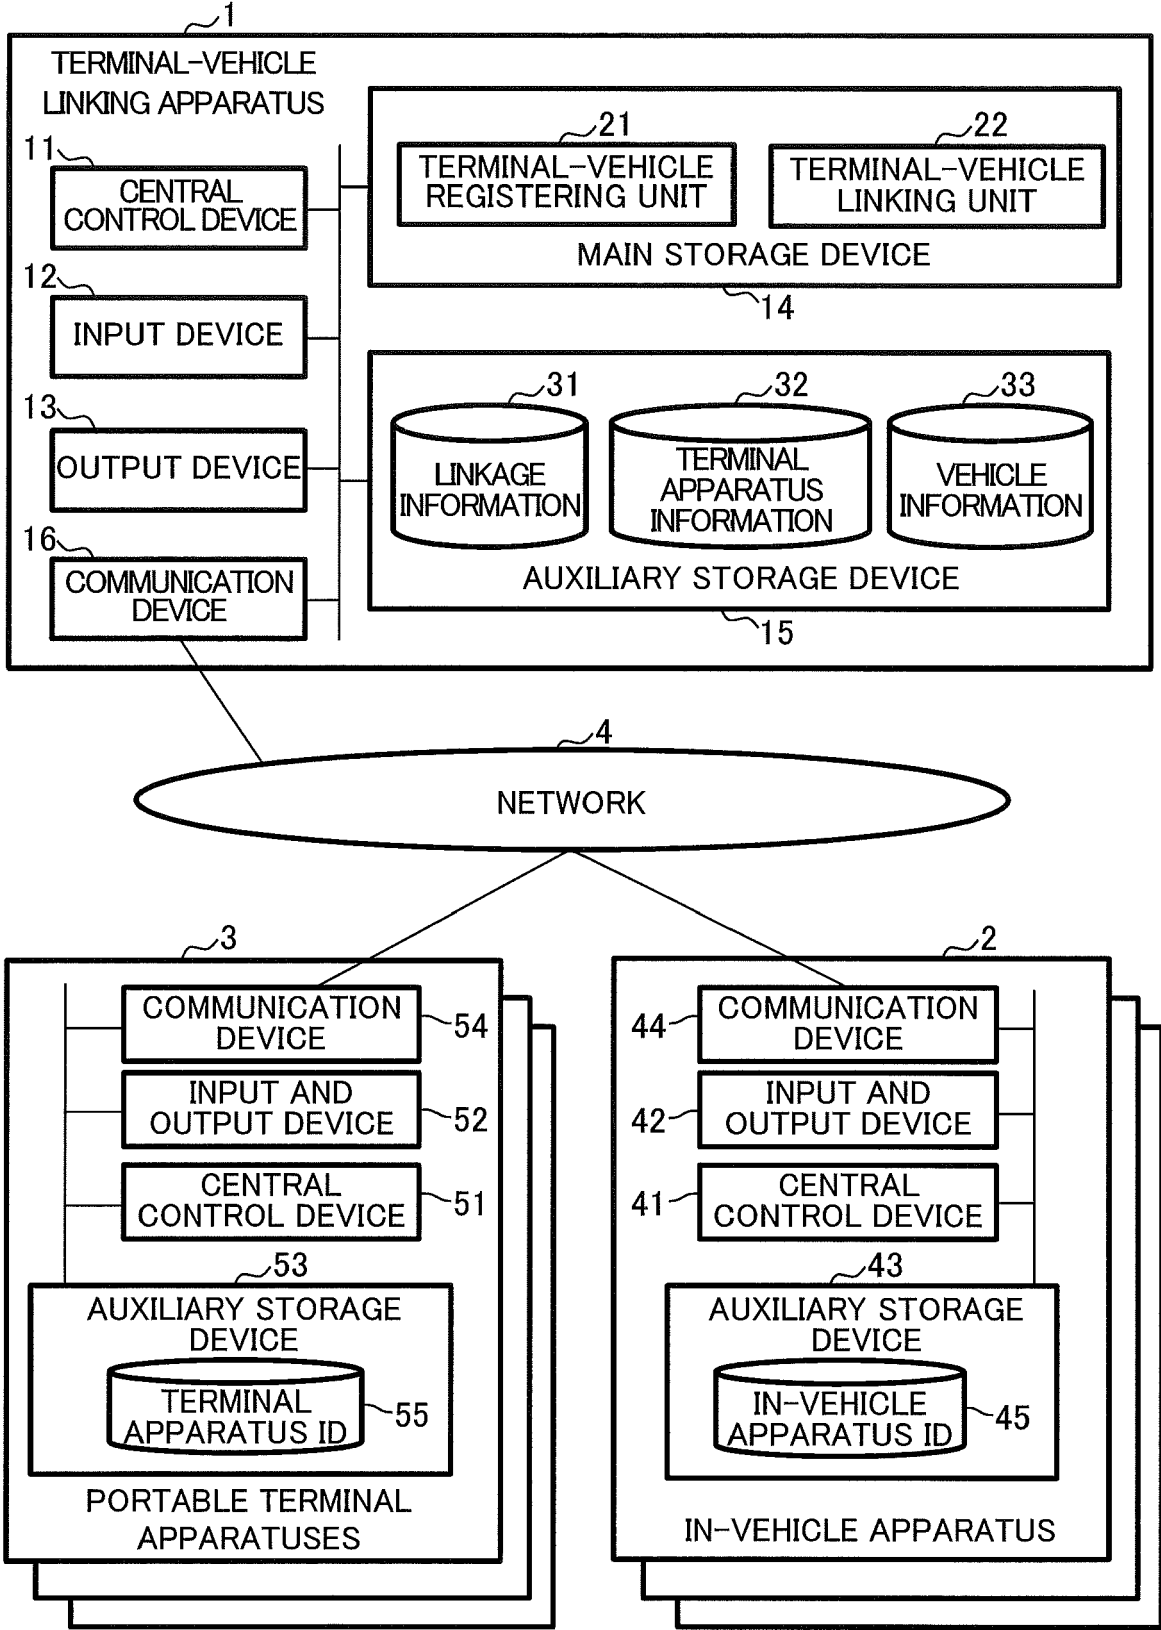 1
TERMINAL-VEHICLE
LINKING APPARATUS
11
CENTRAL
CONTROL DEVICE
12
INPUT DEVICE
13
OUTPUT DEVICE
16
COMMUNICATION
DEVICE
21
TERMINAL-VEHICLE
REGISTERING UNIT
22
TERMINAL-VEHICLE
LINKING UNIT
MAIN STORAGE DEVICE
14
31
LINKAGE
INFORMATION
32
TERMINAL
APPARATUS
INFORMATION
33
VEHICLE
INFORMATION
AUXILIARY STORAGE DEVICE
15
4
NETWORK
3
COMMUNICATION
DEVICE
54
INPUT AND
OUTPUT DEVICE
52
CENTRAL
CONTROL DEVICE
51
53
AUXILIARY STORAGE
DEVICE
TERMINAL
APPARATUS ID
55
PORTABLE TERMINAL
APPARATUSES
2
44
COMMUNICATION
DEVICE
42
INPUT AND
OUTPUT DEVICE
41
CENTRAL
CONTROL DEVICE
43
AUXILIARY STORAGE
DEVICE
IN-VEHICLE
APPARATUS ID
45
IN-VEHICLE APPARATUS